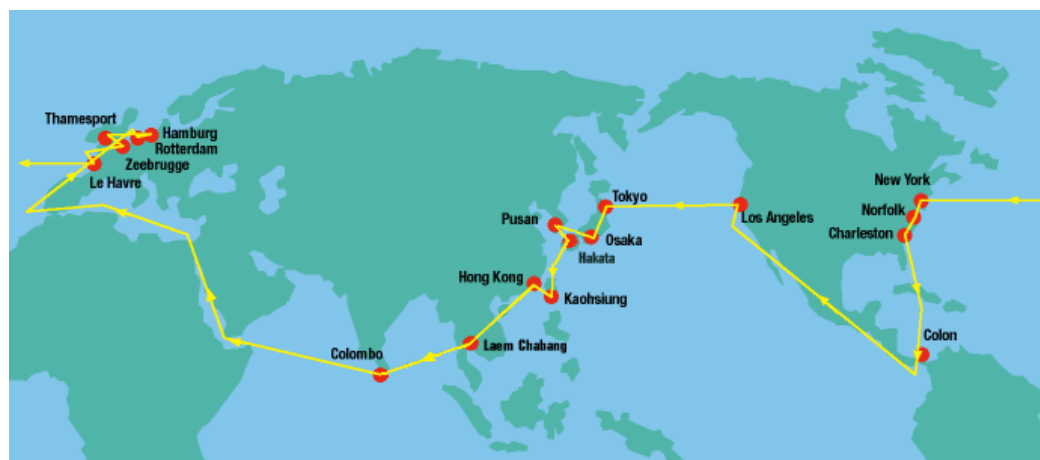 Thamesport
Hamburg
Rotterdam
Zeebrugge
Le Havre
New York
Tokyo
Los Angeles
Norfolk
Pusan
Charleston
Osaka
Hakata
Hong Kong
Kaohsiung
Colon
Laem Chabang
Colombo